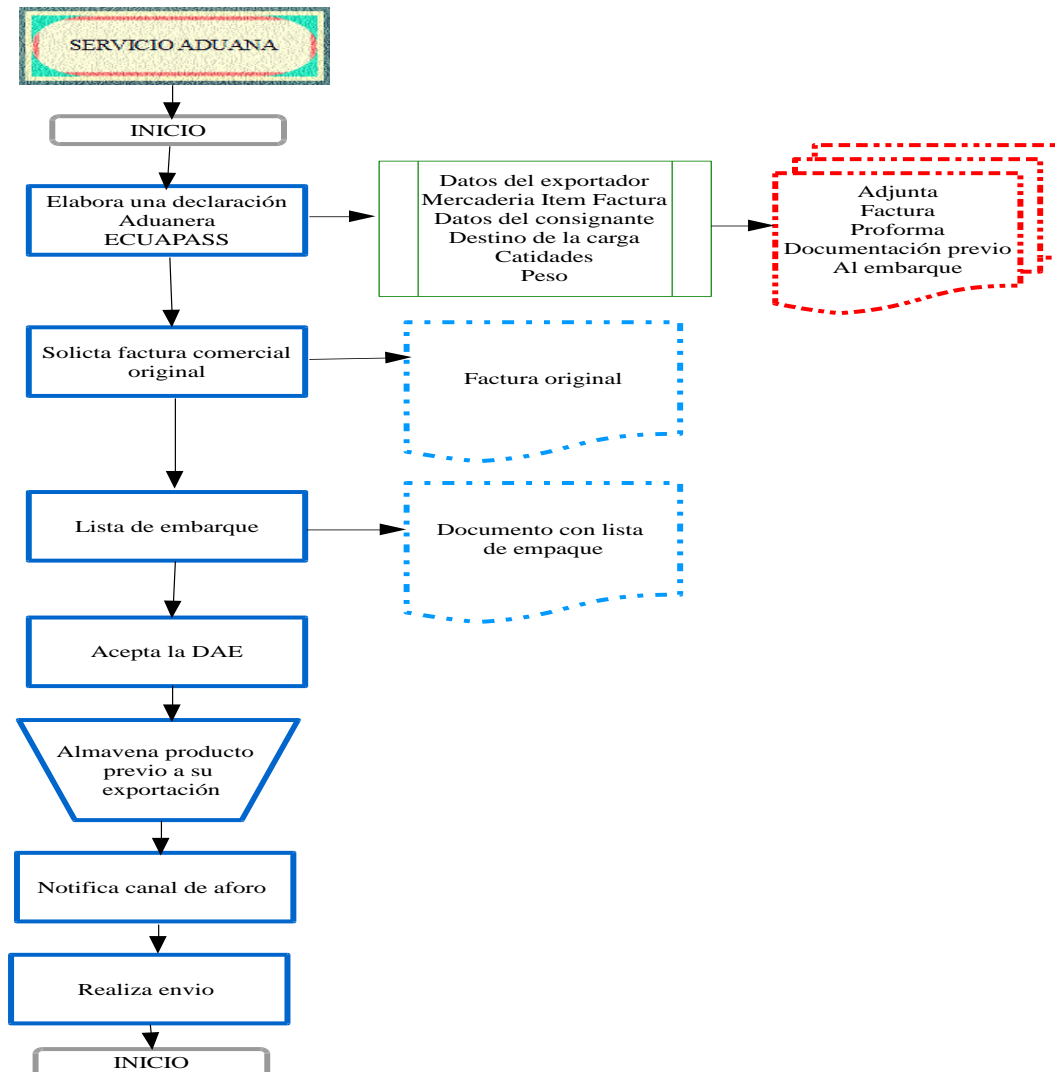 SERVICIO ADUANA
INICIO
Elabora una declaración
Aduanera
ECUAPASS
Datos del exportador
Mercaderia Item Factura
Datos del consignante
Destino de la carga
Catidades
Peso
Adjunta
Factura
Proforma
Documentación previo
Al embarque
Solicta factura comercial
original
Factura original
Lista de embarque
Documento con lista
de empaque
Acepta la DAE
Almavena producto
previo a su
exportación
Notifica canal de aforo
Realiza envio
INICIO